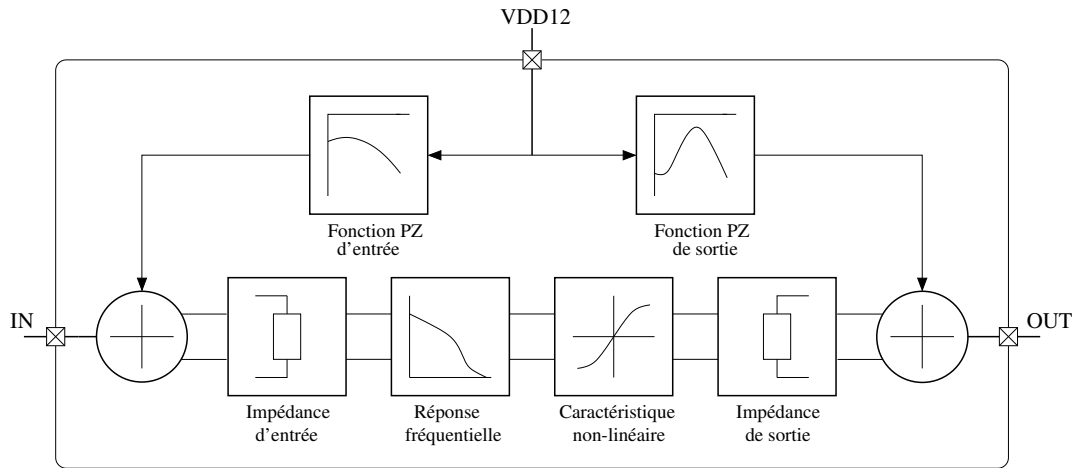 VDD12
Fonction PZ
d’entrée
Fonction PZ
de sortie
IN
OUT
Impédance
d’entrée
Réponse
fréquentielle
Caractéristique
non-linéaire
Impédance
de sortie